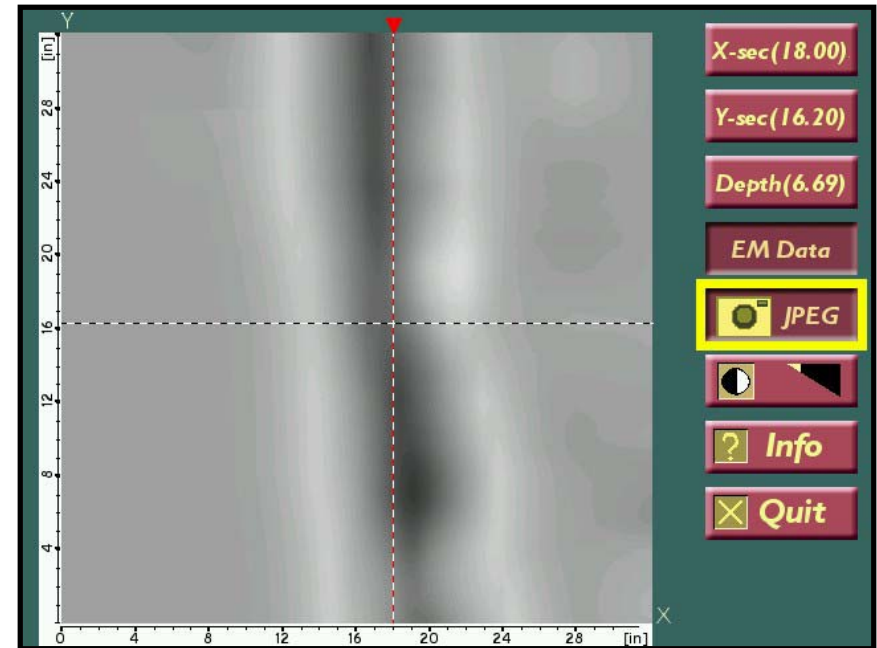 Y
[in]
28
24
20
16
12
8
4
0 4 8 12 16 20 24 28 [in]
X
X-sec(18.00)
Y-sec(16.20)
Depth(6.69)
EM Data
JPEG
? Info
Quit